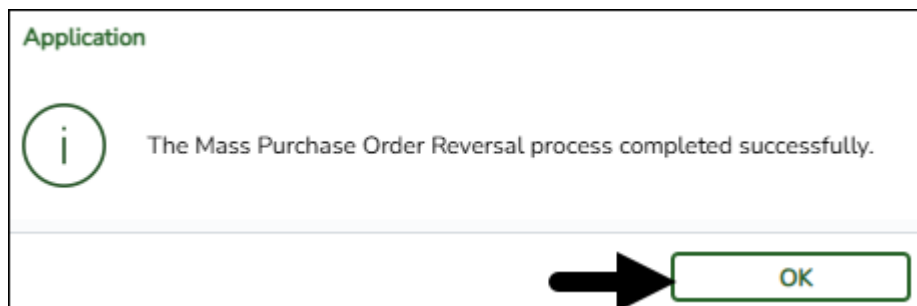 Application
The Mass Purchase Order Reversal process completed successfully.
OK